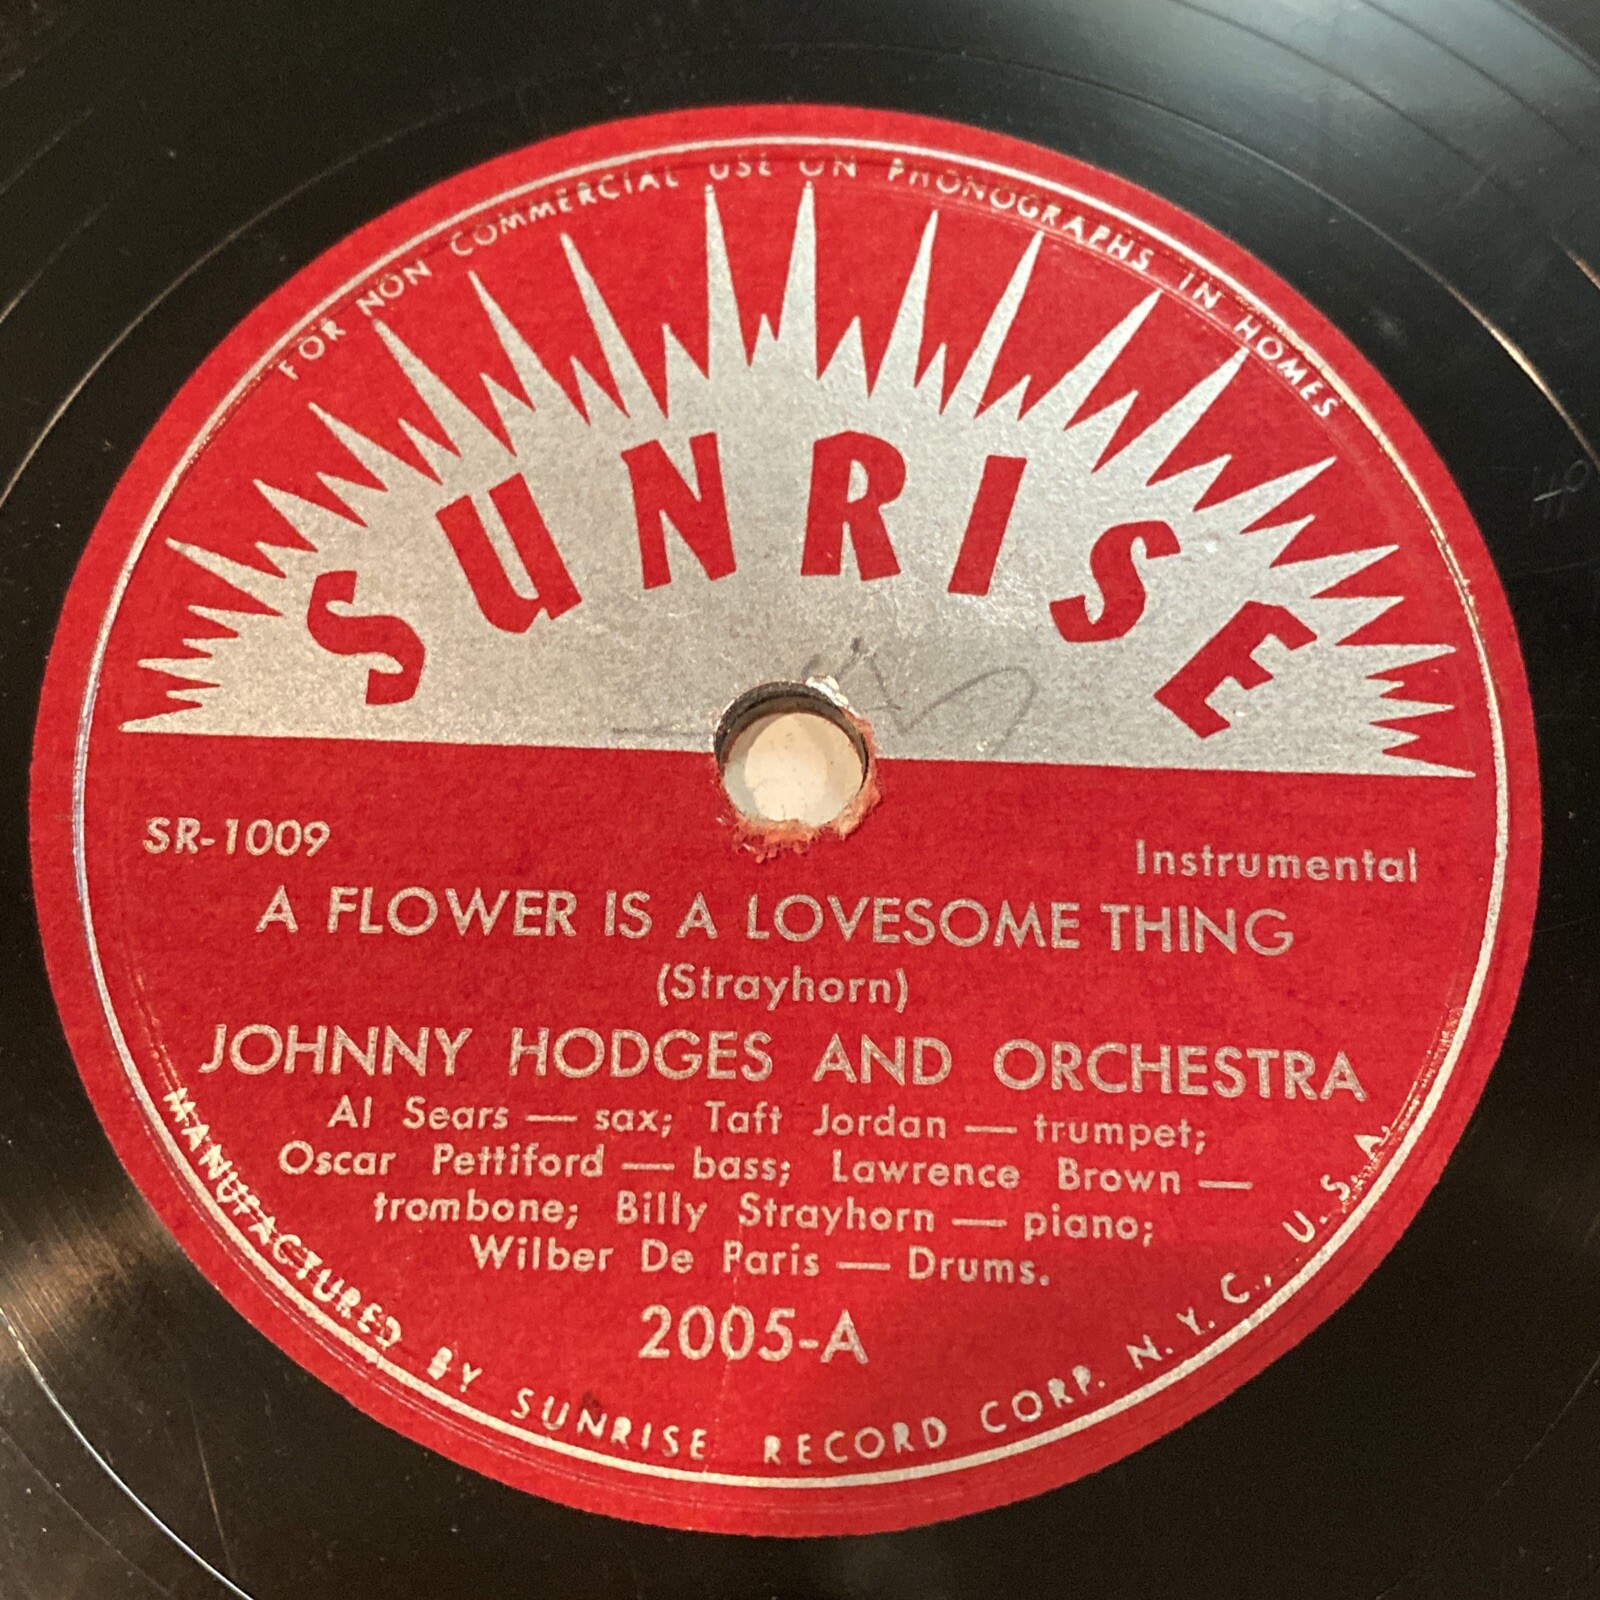 FOR NON COMMERCIAL USE ON PHONOGRAPHS IN HOMES
SUNRISE
SR-1009
Instrumental
A FLOWER IS A LOVESOME THING
(Strayhorn)
JOHNNY HODGES AND ORCHESTRA
Al Sears — sax; Taft Jordan — trumpet;
Oscar Pettiford — bass; Lawrence Brown —
trombone; Billy Strayhorn — piano;
Wilber De Paris — Drums.
2005-A
MANUFACTURED BY SUNRISE RECORD CORP. N. Y. C., U. S. A.